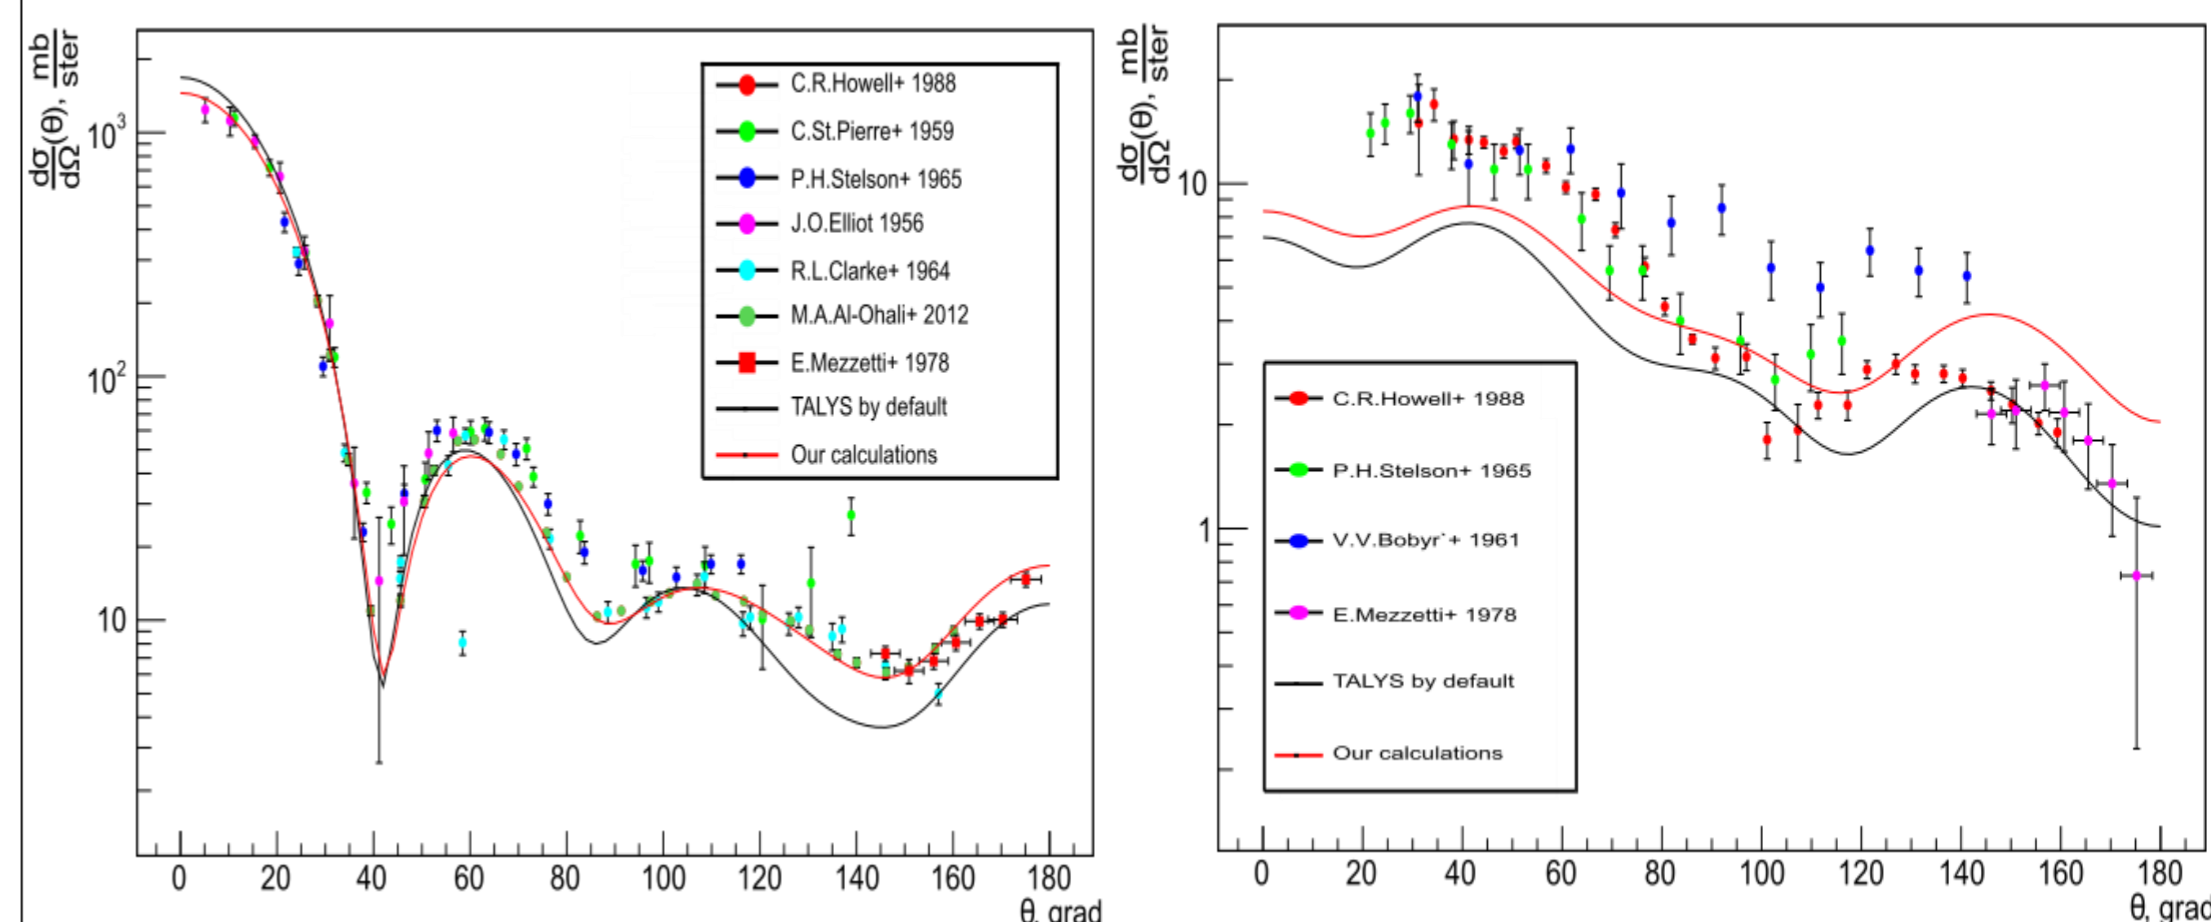 dσ/dΩ(θ), mb/ster
10³
10²
10
C.R.Howell+ 1988
C.St.Pierre+ 1959
P.H.Stelson+ 1965
J.O.Elliot 1956
R.L.Clarke+ 1964
M.A.Al-Ohali+ 2012
E.Mezzetti+ 1978
TALYS by default
Our calculations
0 20 40 60 80 100 120 140 160 180
θ, grad
dσ/dΩ(θ), mb/ster
10
1
C.R.Howell+ 1988
P.H.Stelson+ 1965
V.V.Bobyr`+ 1961
E.Mezzetti+ 1978
TALYS by default
Our calculations
0 20 40 60 80 100 120 140 160 180
θ, grad